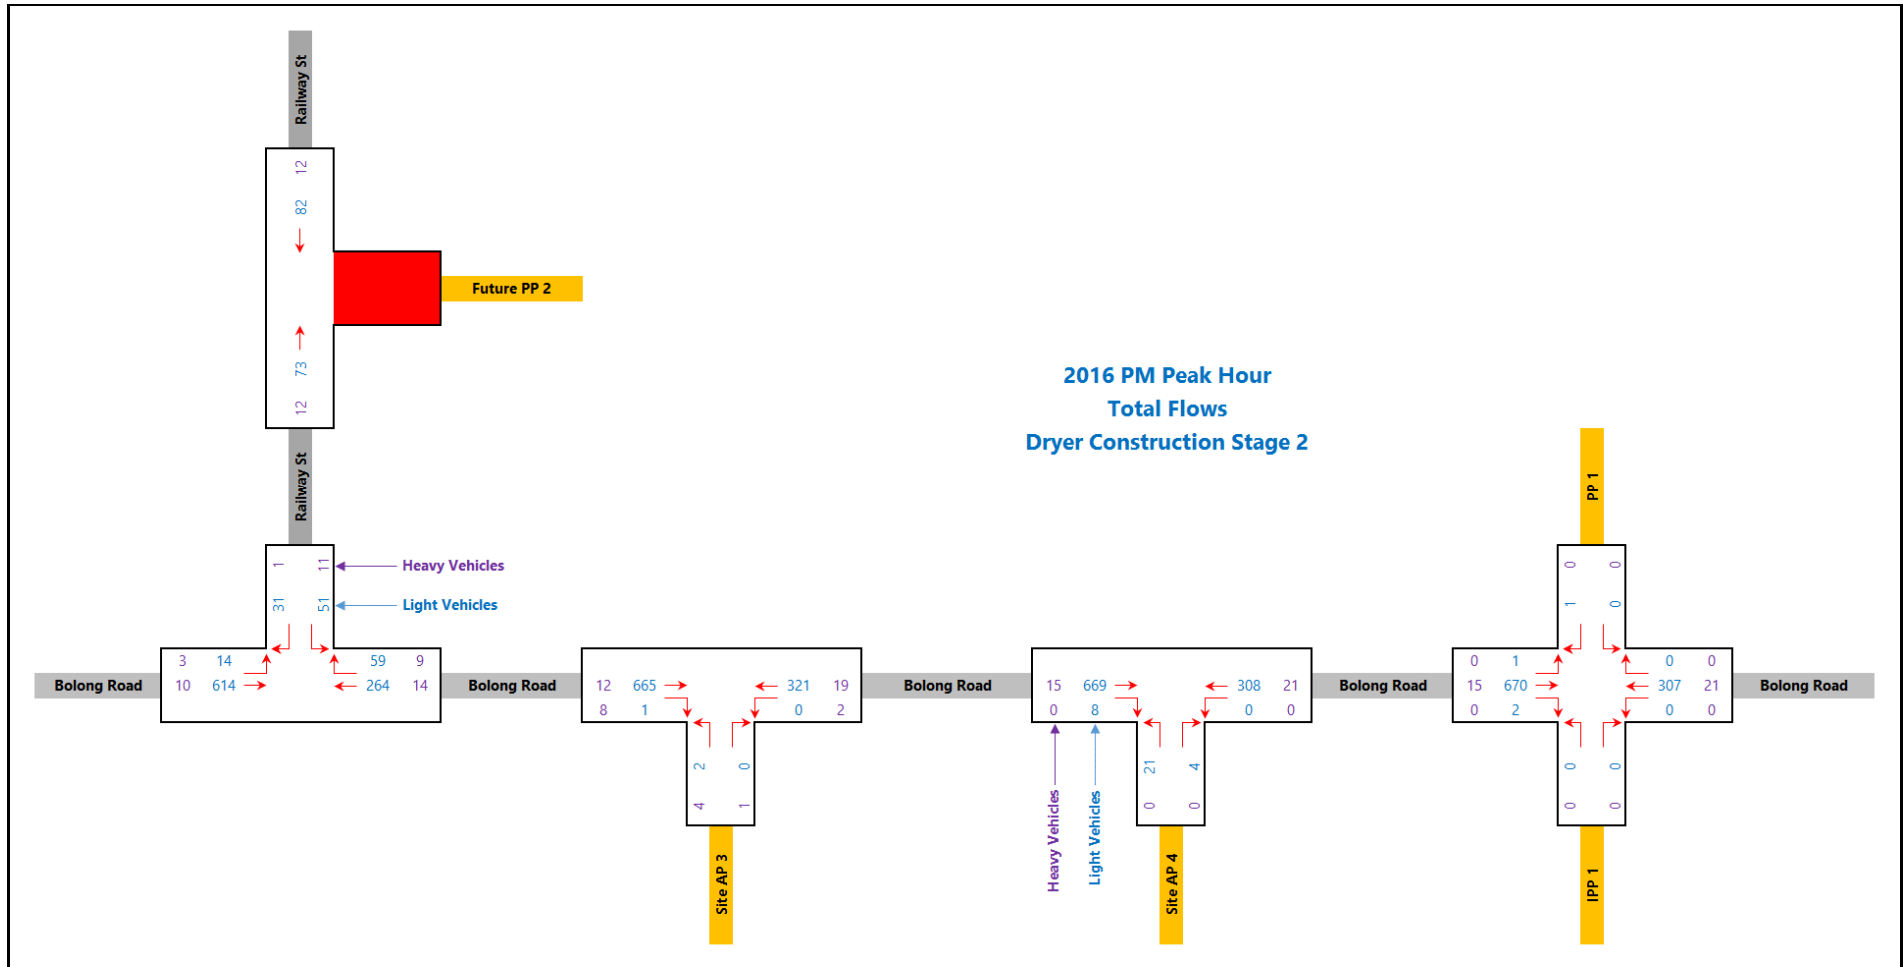 Railway St
12
82
Future PP 2
73
12
2016 PM Peak Hour
Total Flows
Dryer Construction Stage 2
Railway St
PP 1
1 11 Heavy Vehicles
31 51 Light Vehicles
0 0
1 0
3 14 59 9
Bolong Road 10 614 264 14 Bolong Road
12 665 321 19 Bolong Road
8 1 0 2
2 0
4 1
Site AP 3
15 669 308 21 Bolong Road
0 8 0 0
21 4
0 0
Heavy Vehicles
Light Vehicles
Site AP 4
0 1 0 0
15 670 307 21 Bolong Road
0 2 0 0
0 0
0 0
IPP 1